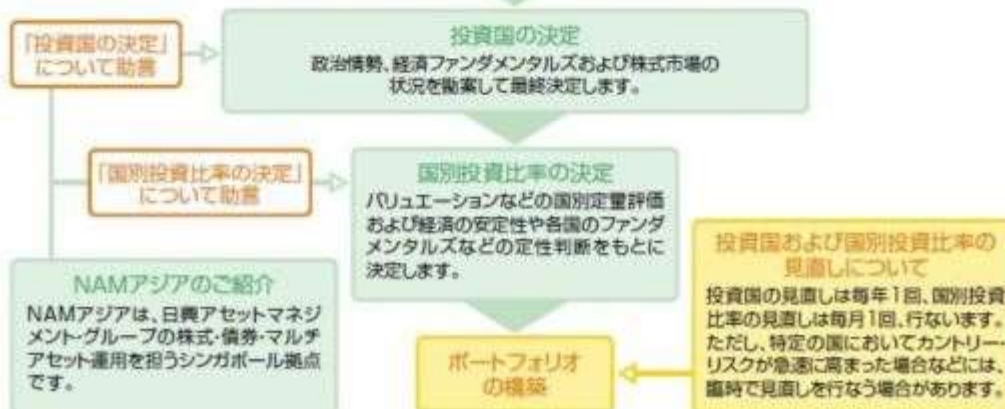 「投資国の決定」
について助言
投資国の決定
政治情勢、経済ファンダメンタルズおよび株式市場の
状況を勘案して最終決定します。
「国別投資比率の決定」
について助言
国別投資比率の決定
バリュエーションなどの国別定量評価
および経済の安定性や各国のファンダ
メンタルズなどの定性判断をもとに
決定します。
NAMアジアのご紹介
NAMアジアは、日興アセットマネジ
メント・グループの株式・債券・マルチ
アセット運用を担うシンガポール拠点
です。
ポートフォリオ
の構築
投資国および国別投資比率の
見直しについて
投資国の見直しは毎年1回、国別投資
比率の見直しは毎月1回、行ないます。
ただし、特定の国においてカントリー・
リスクが急速に高まった場合などには、
臨時で見直しを行なう場合があります。